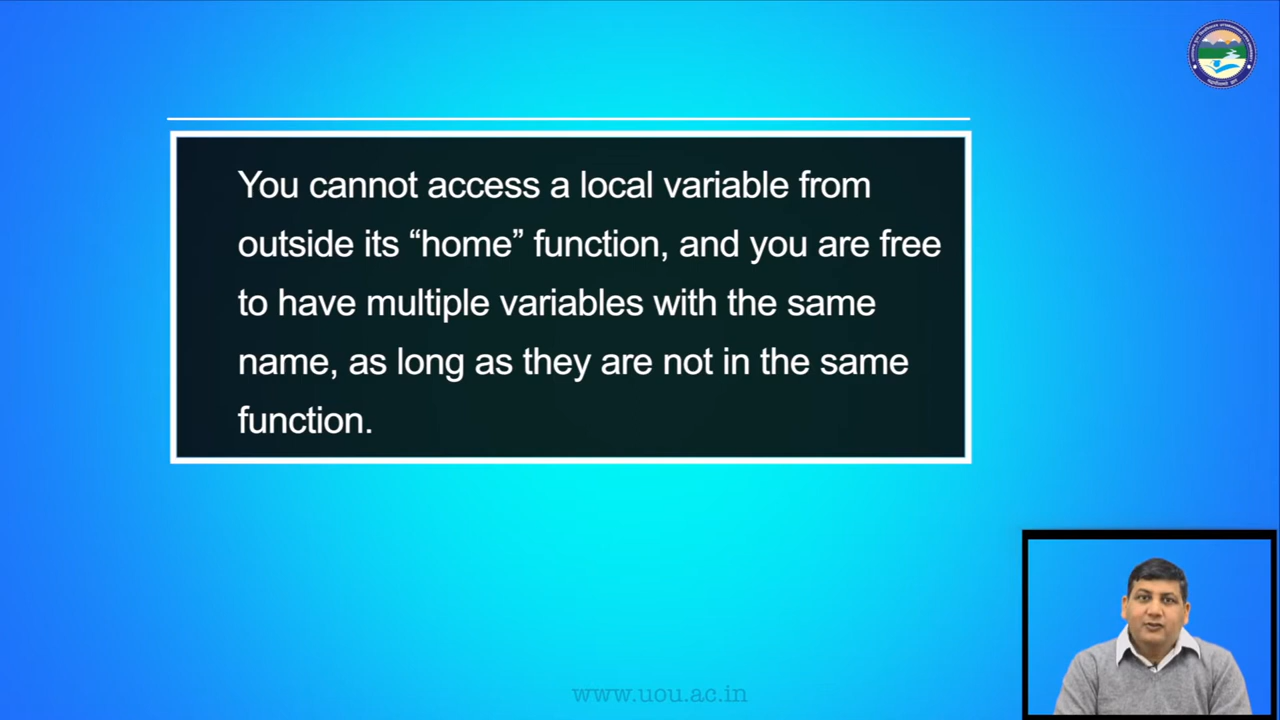 You cannot access a local variable from
outside its “home” function, and you are free
to have multiple variables with the same
name, as long as they are not in the same
function.
www.uou.ac.in